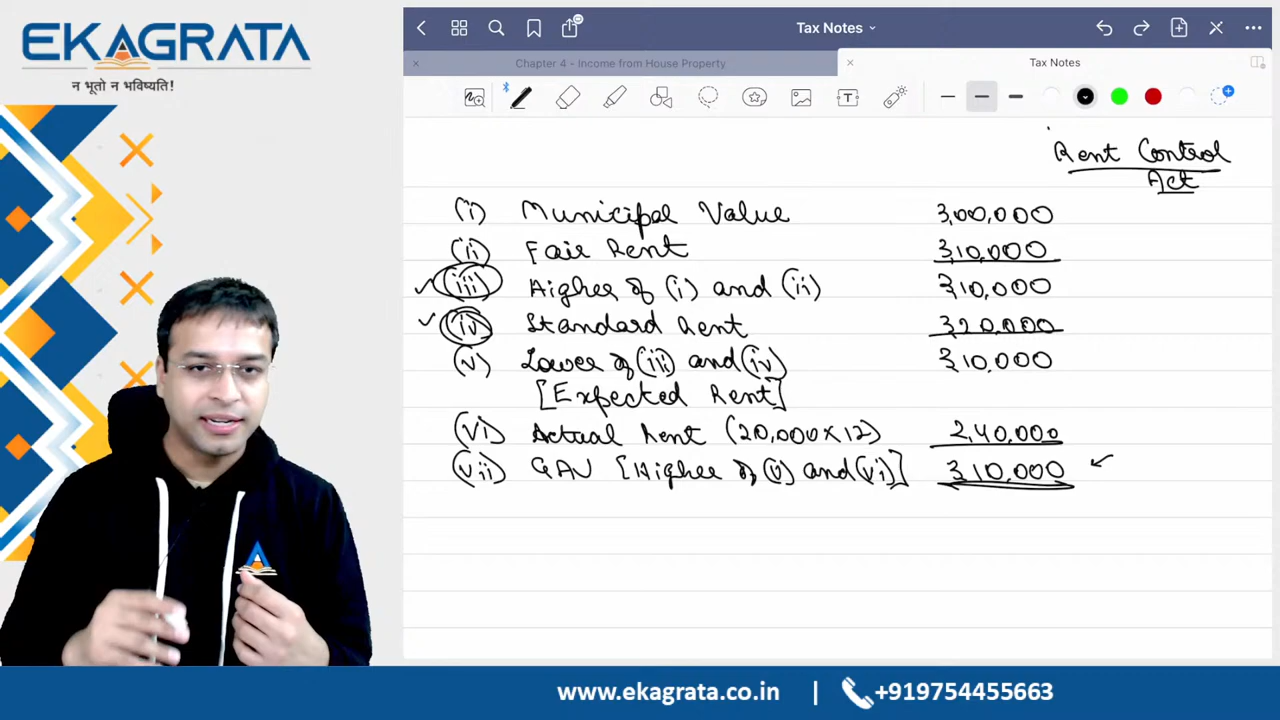 EKAGRATA
न भूतो न भविष्यति!
Tax Notes
Chapter 4 - Income from House Property
Tax Notes
Rent Control
Act
(i) Municipal Value 3,00,000
(ii) Fair Rent 3,10,000
(iii) Higher of (i) and (ii) 3,10,000
(iv) Standard Rent 3,20,000
(v) Lower of (iii) and (iv) 3,10,000
[Expected Rent]
(vi) Actual Rent (20,000 × 12) 2,40,000
(vii) GAV [Higher of (v) and (vi)] 3,10,000
www.ekagrata.co.in | +919754455663